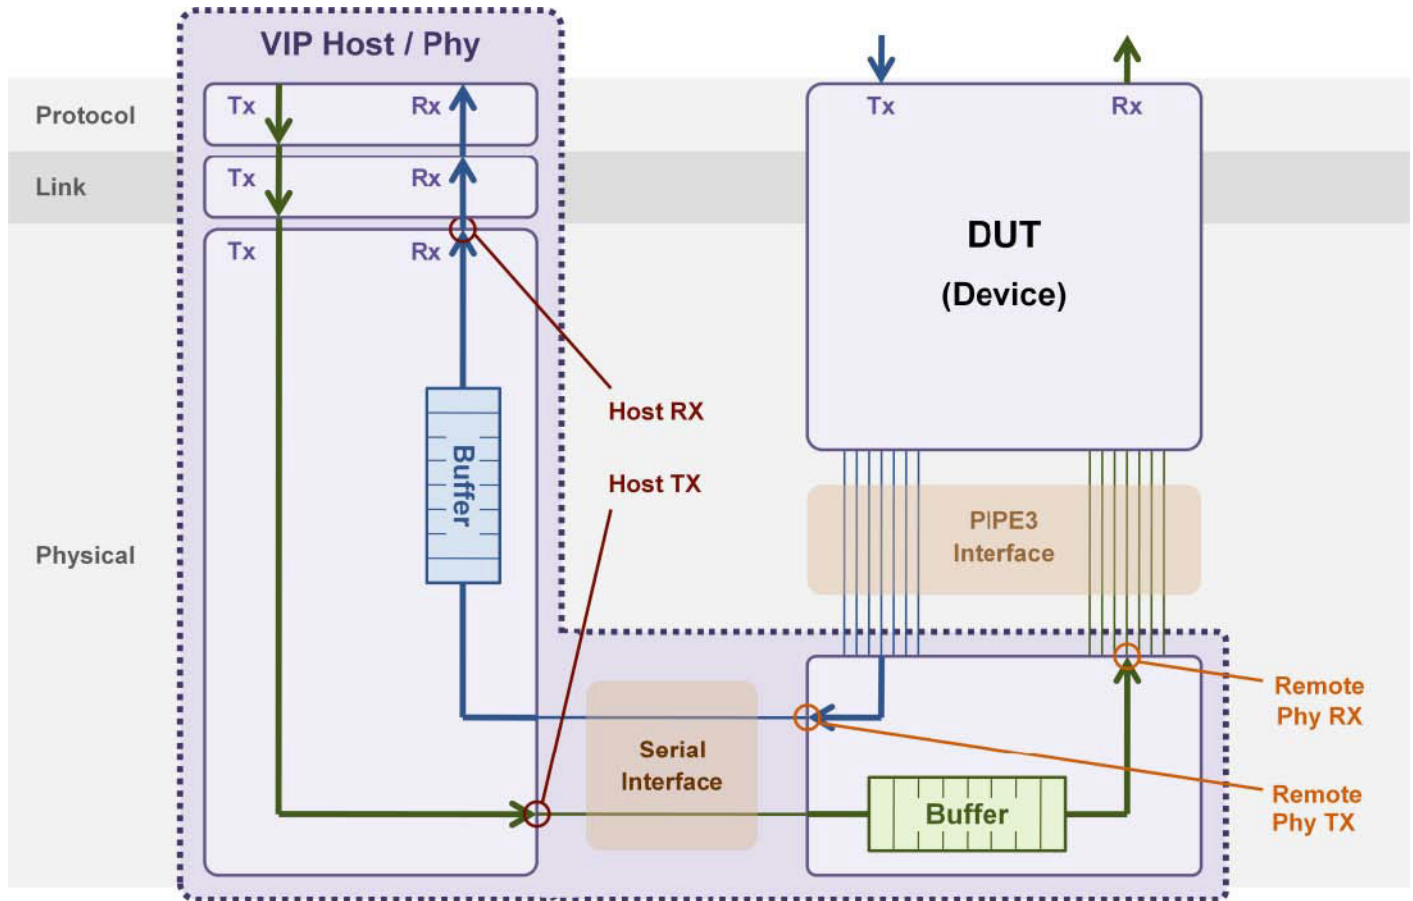 VIP Host / Phy
Protocol
Tx
Rx
Tx
Rx
Link
Tx
Rx
Tx
Rx
DUT
(Device)
Host RX
Host TX
Buffer
PIPE3
Interface
Physical
Remote
Phy RX
Serial
Interface
Buffer
Remote
Phy TX